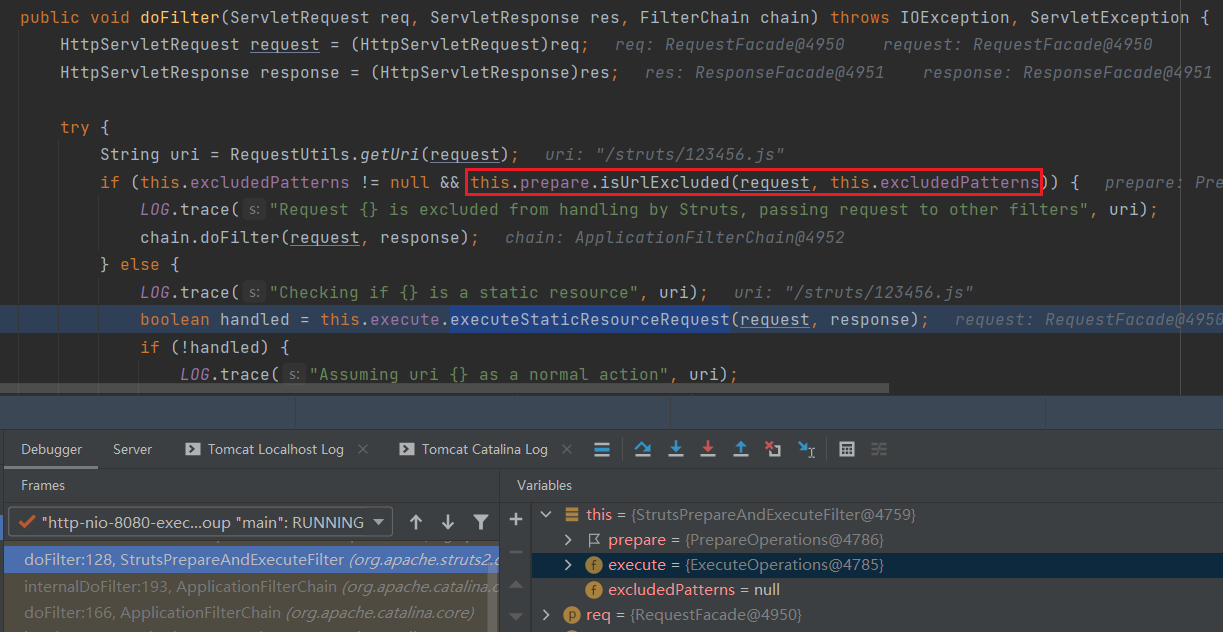 public void doFilter(ServletRequest req, ServletResponse res, FilterChain chain) throws IOException, ServletException {
HttpServletRequest request = (HttpServletRequest)req; req: RequestFacade@4950 request: RequestFacade@4950
HttpServletResponse response = (HttpServletResponse)res; res: ResponseFacade@4951 response: ResponseFacade@4951
try {
String uri = RequestUtils.getUri(request); uri: "/struts/123456.js"
if (this.excludedPatterns != null && this.prepare.isUrlExcluded(request, this.excludedPatterns)) { prepare: Pre
LOG.trace( s: "Request {} is excluded from handling by Struts, passing request to other filters", uri);
chain.doFilter(request, response); chain: ApplicationFilterChain@4952
} else {
LOG.trace( s: "Checking if {} is a static resource", uri); uri: "/struts/123456.js"
boolean handled = this.execute.executeStaticResourceRequest(request, response); request: RequestFacade@4950
if (!handled) {
LOG.trace( s: "Assuming uri {} as a normal action", uri);
Debugger Server Tomcat Localhost Log Tomcat Catalina Log
Frames Variables
"http-nio-8080-exec...oup "main": RUNNING
this = {StrutsPrepareAndExecuteFilter@4759}
prepare = {PrepareOperations@4786}
doFilter:128, StrutsPrepareAndExecuteFilter (org.apache.struts2.
execute = {ExecuteOperations@4785}
internalDoFilter:193, ApplicationFilterChain (org.apache.catalina.
excludedPatterns = null
doFilter:166, ApplicationFilterChain (org.apache.catalina.core)
req = {RequestFacade@4950}